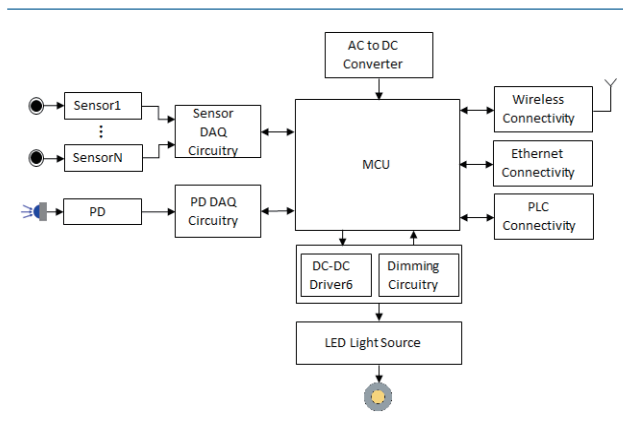 AC to DC
Converter
Sensor1
Sensor
DAQ
Circuitry
SensorN
PD
PD DAQ
Circuitry
MCU
Wireless
Connectivity
Ethernet
Connectivity
PLC
Connectivity
DC-DC
Driver6
Dimming
Circuitry
LED Light Source